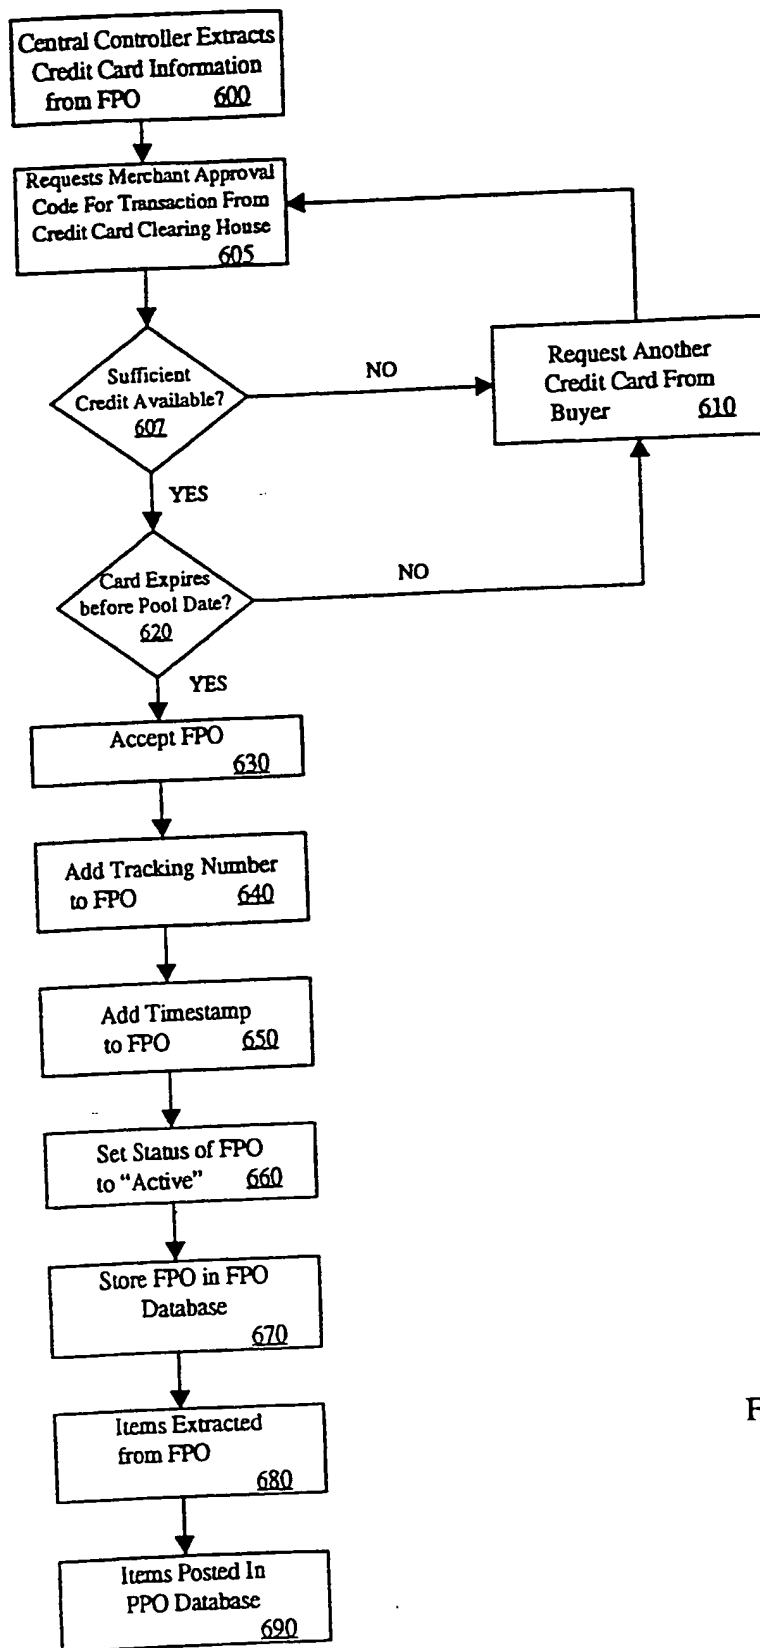 Central Controller Extracts
Credit Card Information
from FPO 600
Requests Merchant Approval
Code For Transaction From
Credit Card Clearing House
605
Sufficient
Credit Available?
607
NO
Request Another
Credit Card From
Buyer 610
YES
Card Expires
before Pool Date?
620
NO
YES
Accept FPO
630
Add Tracking Number
to FPO 640
Add Timestamp
to FPO 650
Set Status of FPO
to “Active” 660
Store FPO in FPO
Database
670
Items Extracted
from FPO
680
F
Items Posted In
PPO Database
690